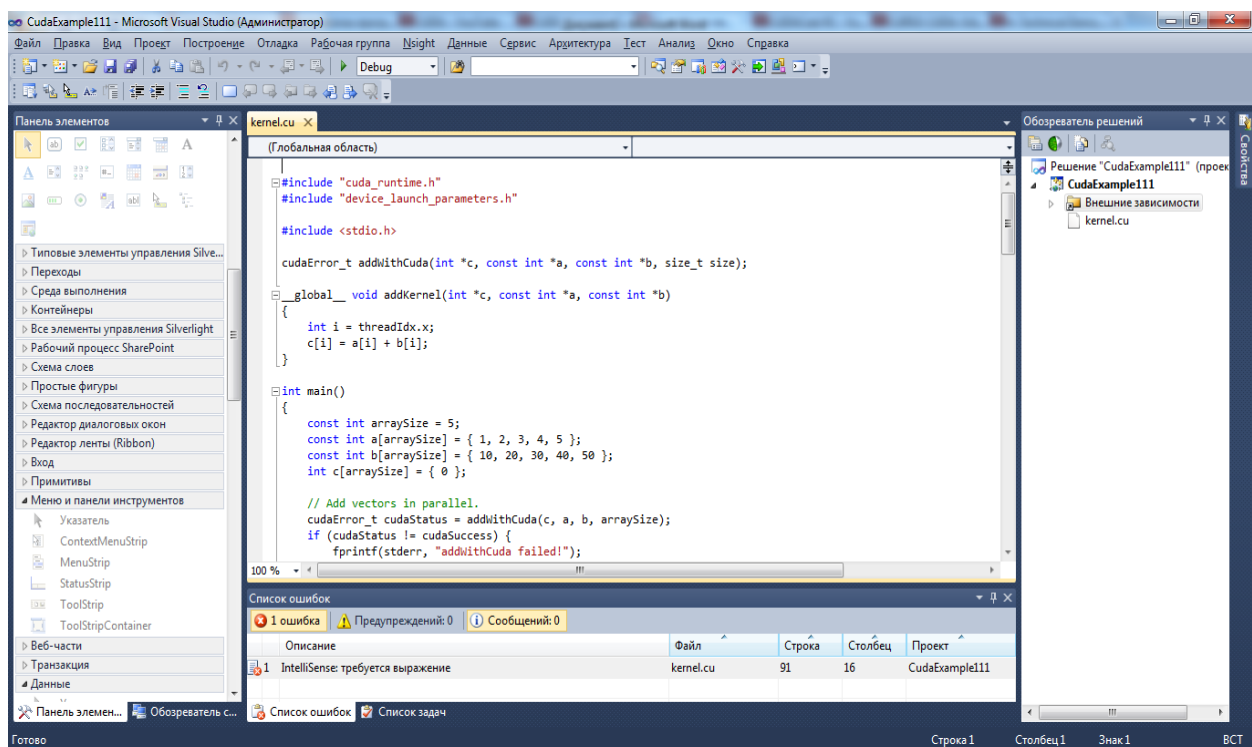 CudaExample111 - Microsoft Visual Studio (Администратор)
Файл Правка Вид Проект Построение Отладка Рабочая группа Nsight Данные Сервис Архитектура Тест Анализ Окно Справка
Debug
Панель элементов
Типовые элементы управления Silve...
Переходы
Среда выполнения
Контейнеры
Все элементы управления Silverlight
Рабочий процесс SharePoint
Схема слоев
Простые фигуры
Схема последовательностей
Редактор диалоговых окон
Редактор ленты (Ribbon)
Вход
Примитивы
Меню и панели инструментов
Указатель
ContextMenuStrip
MenuStrip
StatusStrip
ToolStrip
ToolStripContainer
Веб-части
Транзакция
Данные
Панель элемен... Обозреватель с...
kernel.cu
(Глобальная область)
#include "cuda_runtime.h"
#include "device_launch_parameters.h"
#include <stdio.h>
cudaError_t addWithCuda(int *c, const int *a, const int *b, size_t size);
__global__ void addKernel(int *c, const int *a, const int *b)
{
int i = threadIdx.x;
c[i] = a[i] + b[i];
}
int main()
{
const int arraySize = 5;
const int a[arraySize] = { 1, 2, 3, 4, 5 };
const int b[arraySize] = { 10, 20, 30, 40, 50 };
int c[arraySize] = { 0 };
// Add vectors in parallel.
cudaError_t cudaStatus = addWithCuda(c, a, b, arraySize);
if (cudaStatus != cudaSuccess) {
fprintf(stderr, "addWithCuda failed!");
100 %
Список ошибок
1 ошибка Предупреждений: 0 Сообщений: 0
Описание Файл Строка Столбец Проект
1 IntelliSense: требуется выражение kernel.cu 91 16 CudaExample111
Список ошибок Список задач
Обозреватель решений
Решение "CudaExample111" (проек
CudaExample111
Внешние зависимости
kernel.cu
Свойства
Готово Строка 1 Столбец 1 Знак 1 ВСТ